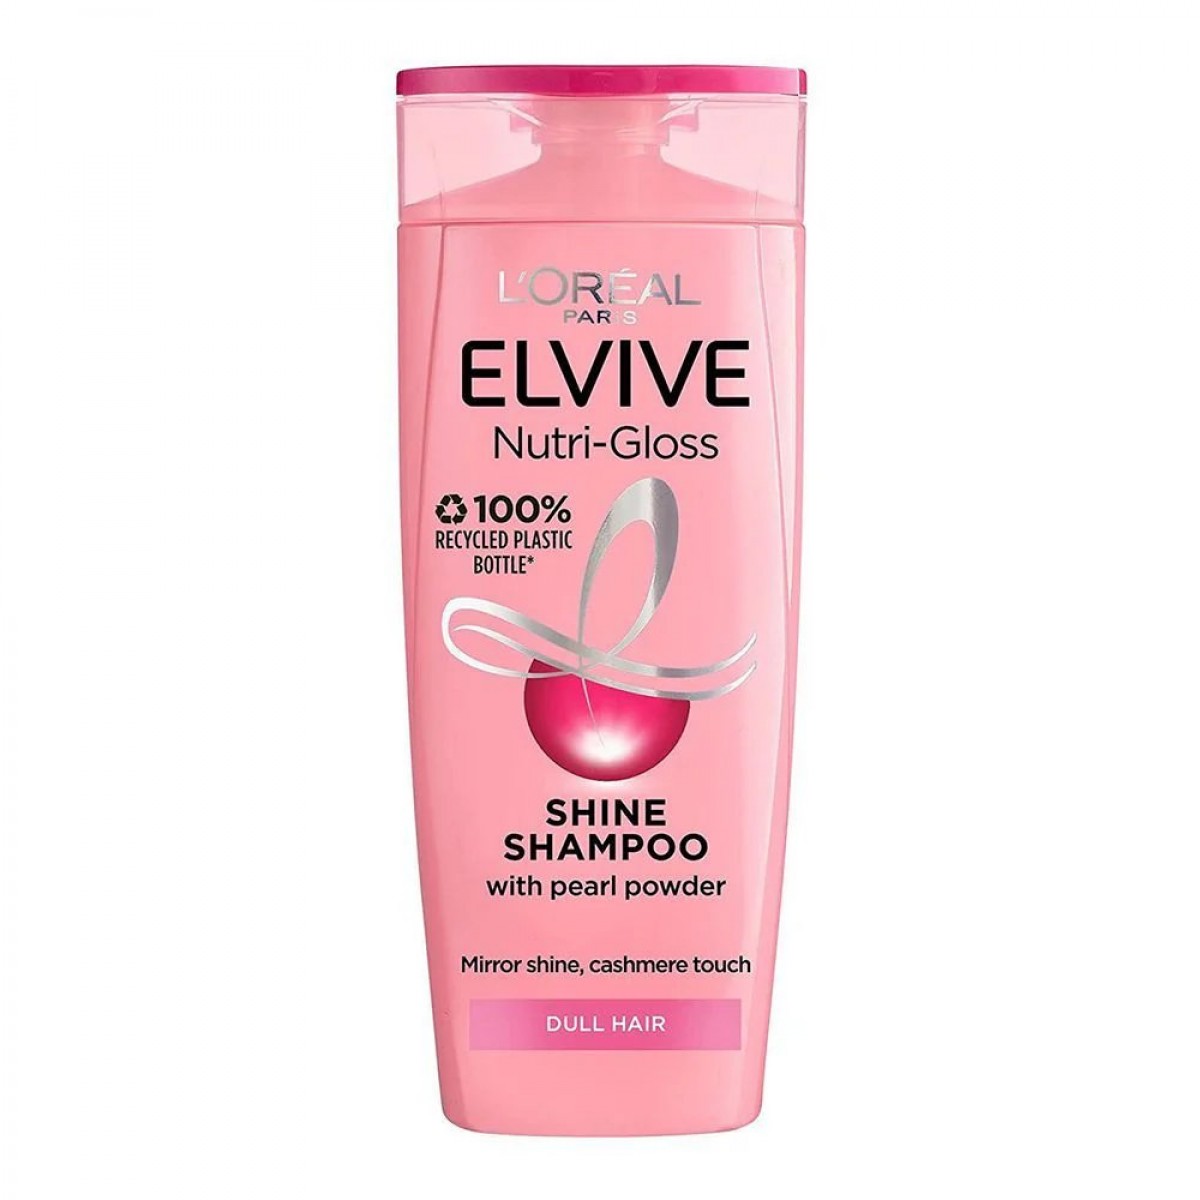 L'ORÉAL
PARIS
ELVIVE
Nutri-Gloss
100%
RECYCLED PLASTIC
BOTTLE*
SHINE
SHAMPOO
with pearl powder
Mirror shine, cashmere touch
DULL HAIR